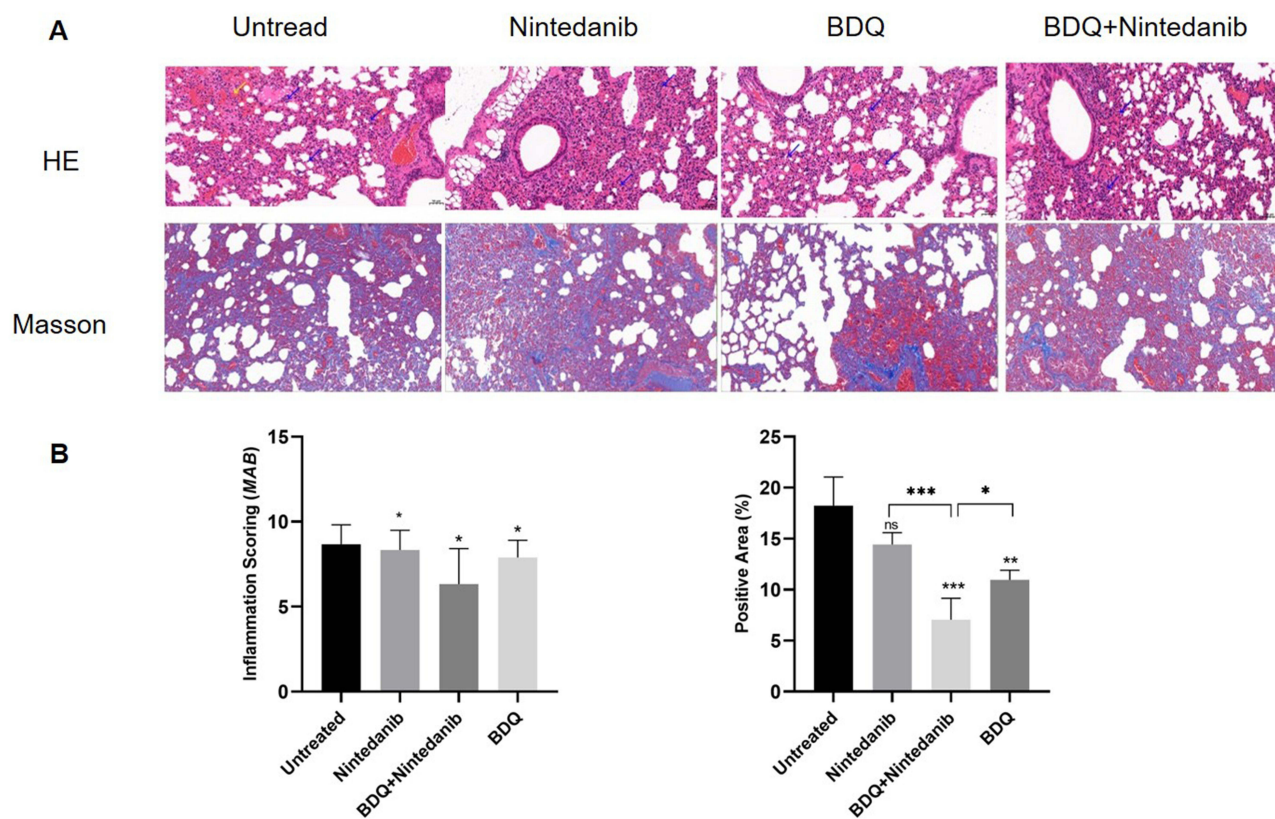 A
Untread
Nintedanib
BDQ
BDQ+Nintedanib
HE
Masson
B
Inflammation Scoring (MAB)
15
10
5
0
*
*
*
Untreated
Nintedanib
BDQ+Nintedanib
BDQ
Positive Area (%)
25
20
15
10
5
0
***
*
ns
***
**
Untreated
Nintedanib
BDQ+Nintedanib
BDQ